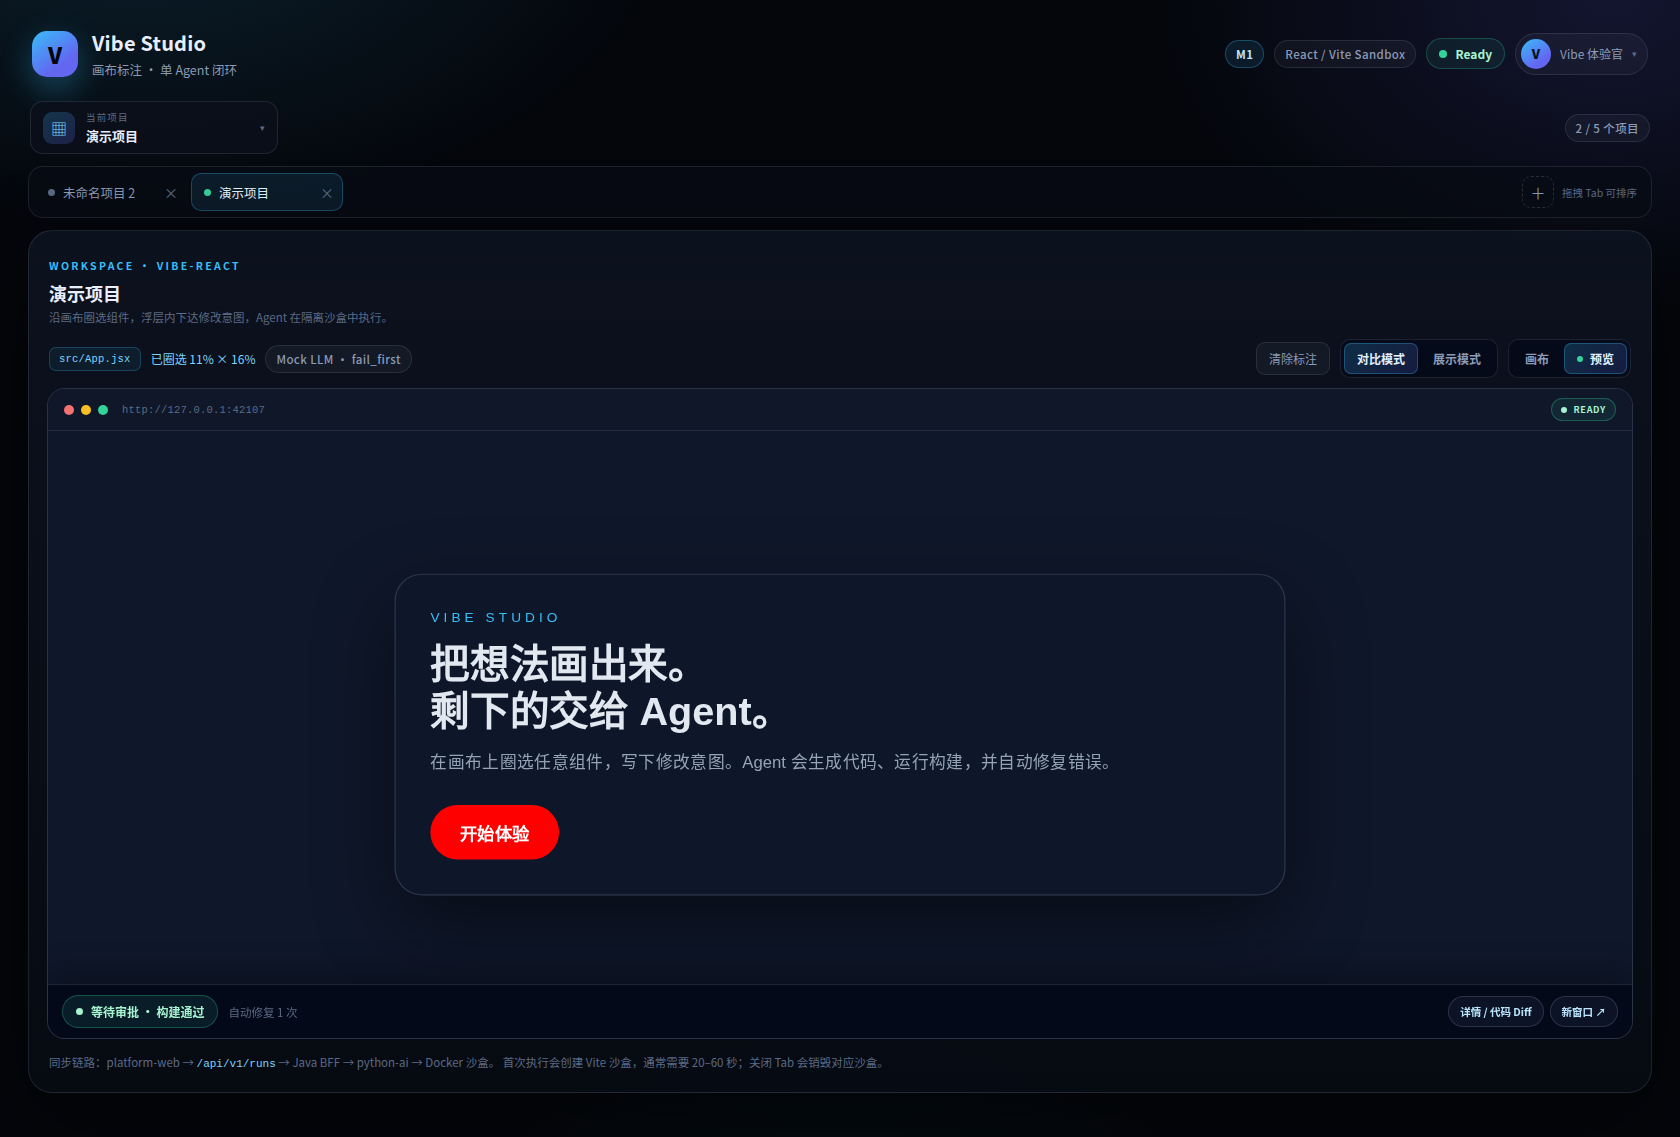 V
Vibe Studio
画布标注 · 单 Agent 闭环
M1
React / Vite Sandbox
Ready
V
Vibe 体验官
当前项目
演示项目
2 / 5 个项目
未命名项目 2 ×
演示项目 ×
+
拖拽 Tab 可排序
WORKSPACE · VIBE-REACT
演示项目
沿画布圈选组件，浮层内下达修改意图，Agent 在隔离沙盒中执行。
src/App.jsx
已圈选 11% × 16%
Mock LLM · fail_first
清除标注
对比模式
展示模式
画布
预览
http://127.0.0.1:42107
READY
VIBE STUDIO
把想法画出来。
剩下的交给 Agent。
在画布上圈选任意组件，写下修改意图。Agent 会生成代码、运行构建，并自动修复错误。
开始体验
等待审批 · 构建通过
自动修复 1 次
详情 / 代码 Diff
新窗口 ↗
同步链路：platform-web → /api/v1/runs → Java BFF → python-ai → Docker 沙盒。 首次执行会创建 Vite 沙盒，通常需要 20–60 秒；关闭 Tab 会销毁对应沙盒。